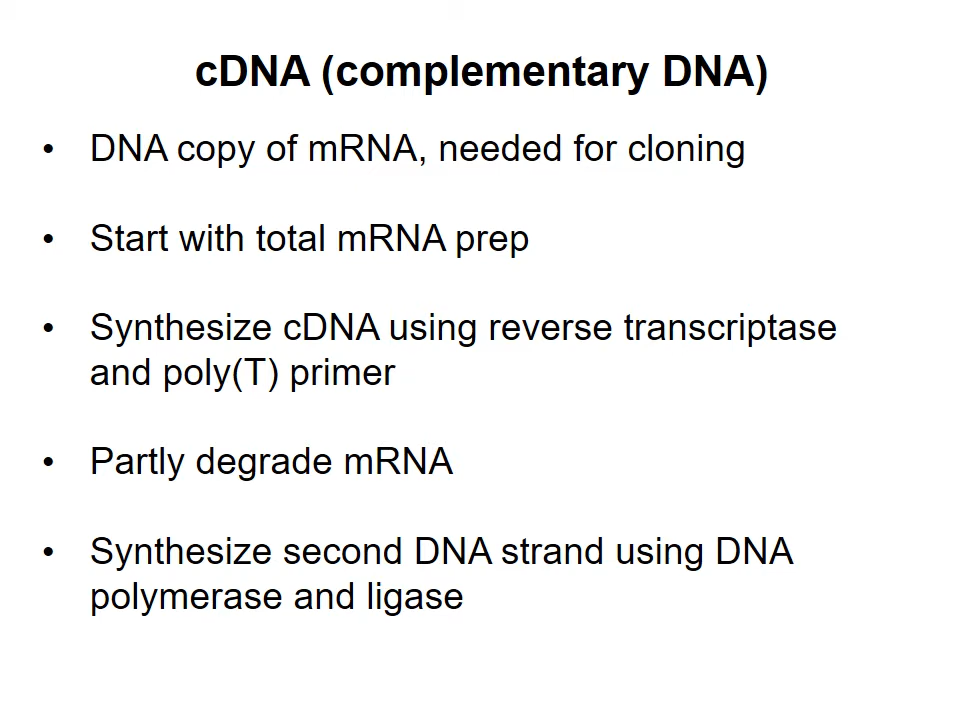 cDNA (complementary DNA)
• DNA copy of mRNA, needed for cloning
• Start with total mRNA prep
• Synthesize cDNA using reverse transcriptase
and poly(T) primer
• Partly degrade mRNA
• Synthesize second DNA strand using DNA
polymerase and ligase